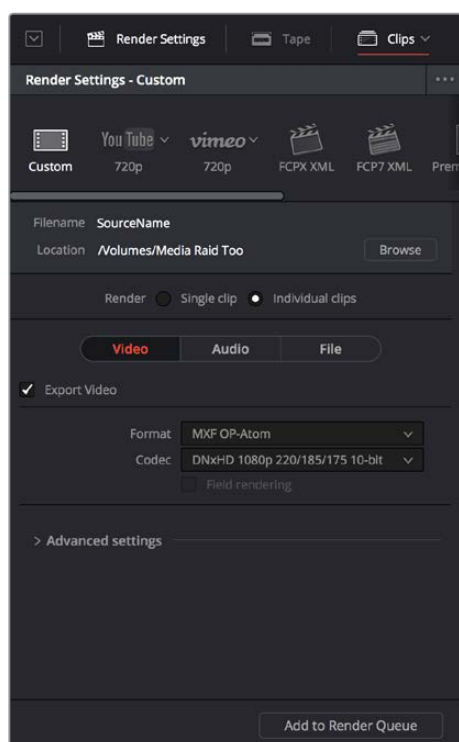 Render Settings Tape Clips
Render Settings - Custom
Custom YouTube 720p vimeo 720p FCPX XML FCP7 XML Prem
Filename SourceName
Location /Volumes/Media Raid Too Browse
Render Single clip Individual clips
Video Audio File
Export Video
Format MXF OP-Atom
Codec DNxHD 1080p 220/185/175 10-bit
Field rendering
> Advanced settings
Add to Render Queue